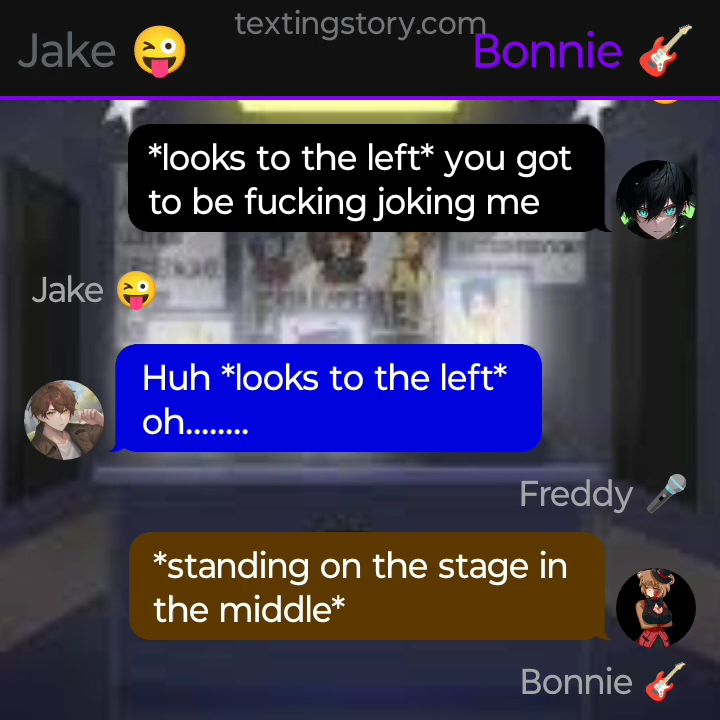 textingstory.com
Jake 😜 Bonnie 🎸
*looks to the left* you got
to be fucking joking me
Jake 😜
Huh *looks to the left*
oh........
Freddy 🎤
*standing on the stage in
the middle*
Bonnie 🎸